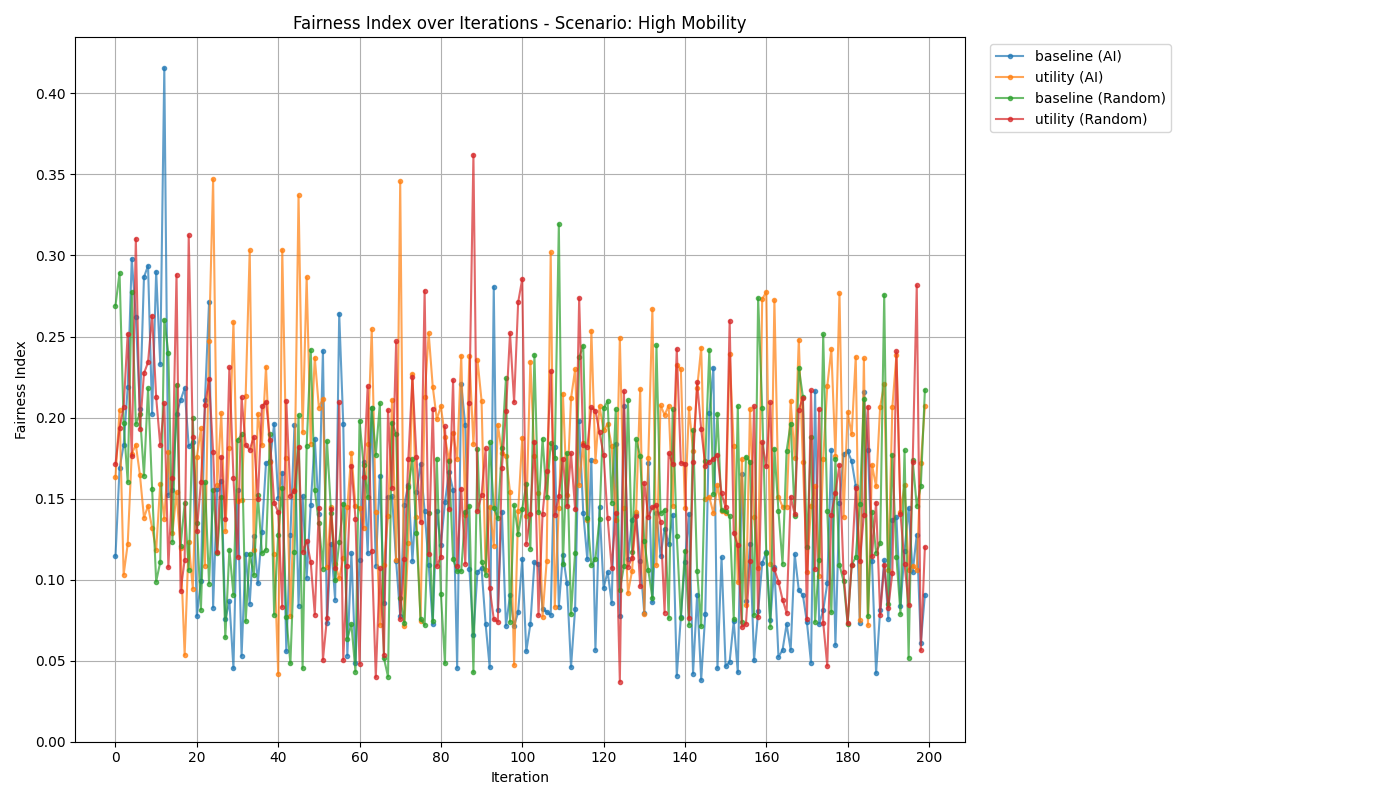 Fairness Index over Iterations - Scenario: High Mobility
baseline (AI)
utility (AI)
baseline (Random)
utility (Random)
Fairness Index
0.40
0.35
0.30
0.25
0.20
0.15
0.10
0.05
0.00
0 20 40 60 80 100 120 140 160 180 200
Iteration